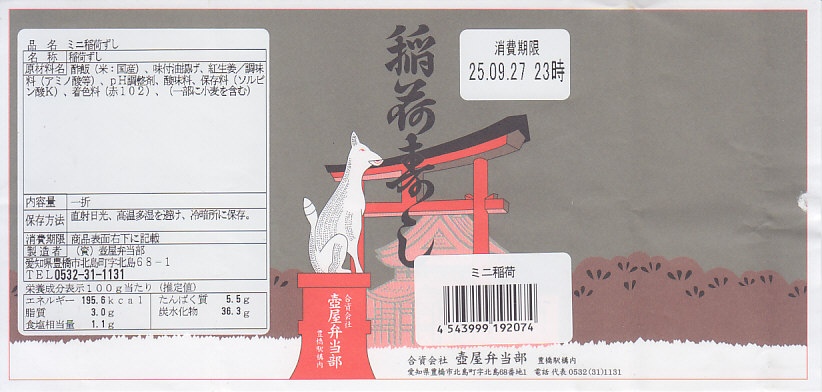 品 名 ミニ稲荷ずし
名 称 稲荷ずし
原材料名 酢飯（米：国産）、味付油揚げ、紅生姜／調味
料（アミノ酸等）、ｐＨ調整剤、酸味料、保存料（ソルビ
ン酸Ｋ）、着色料（赤１０２）、（一部に小麦を含む）
内容量 一折
保存方法 直射日光、高温多湿を避け、冷暗所に保存。
消費期限 商品表面右下に記載
製造者 （資）壺屋弁当部
愛知県豊橋市北島町字北島６８－１
ＴＥＬ0532-31-1131
栄養成分表示１００ｇ当たり（推定値）
エネルギー 195.6ｋｃａｌ たんぱく質 5.5ｇ
脂質 3.0ｇ 炭水化物 36.3ｇ
食塩相当量 1.1ｇ
稲荷寿し
消費期限
25.09.27 23時
合資会社
壺屋弁当部
豊橋駅構内
ミニ稲荷
4 543999 192074
合資会社 壺屋弁当部 豊橋駅構内
愛知県豊橋市北島町字北島68番地1 電話 代表 0532(31)1131